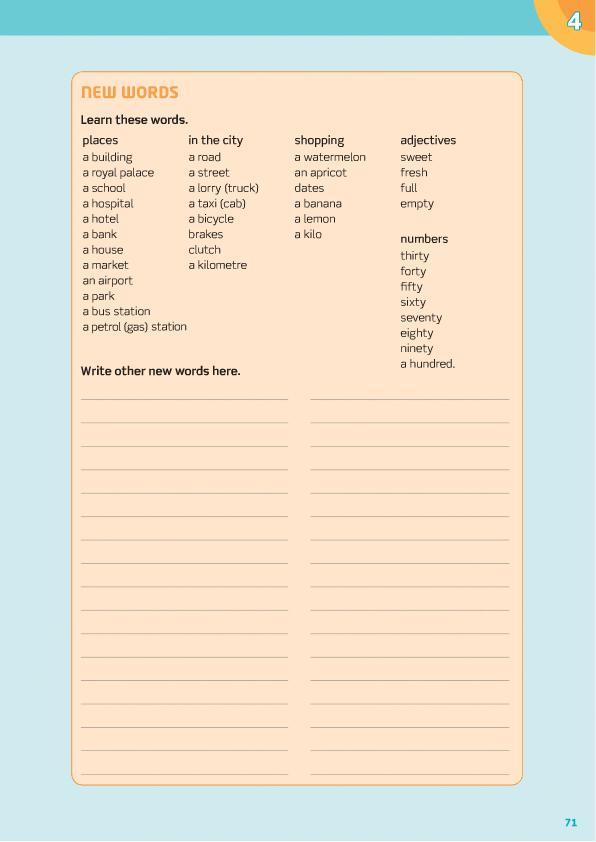 4
NEW WORDS
Learn these words.
places
a building
a royal palace
a school
a hospital
a hotel
a bank
a house
a market
an airport
a park
a bus station
a petrol (gas) station
in the city
a road
a street
a lorry (truck)
a taxi (cab)
a bicycle
brakes
clutch
a kilometre
shopping
a watermelon
an apricot
dates
a banana
a lemon
a kilo
adjectives
sweet
fresh
full
empty
numbers
thirty
forty
fifty
sixty
seventy
eighty
ninety
a hundred.
Write other new words here.
71